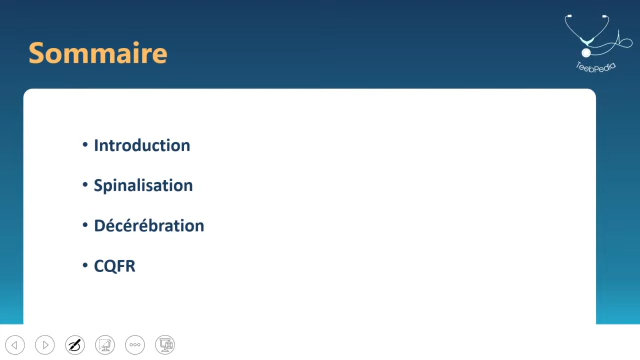 Sommaire
TeebPedia
• Introduction
• Spinalisation
• Décérébration
• CQFR